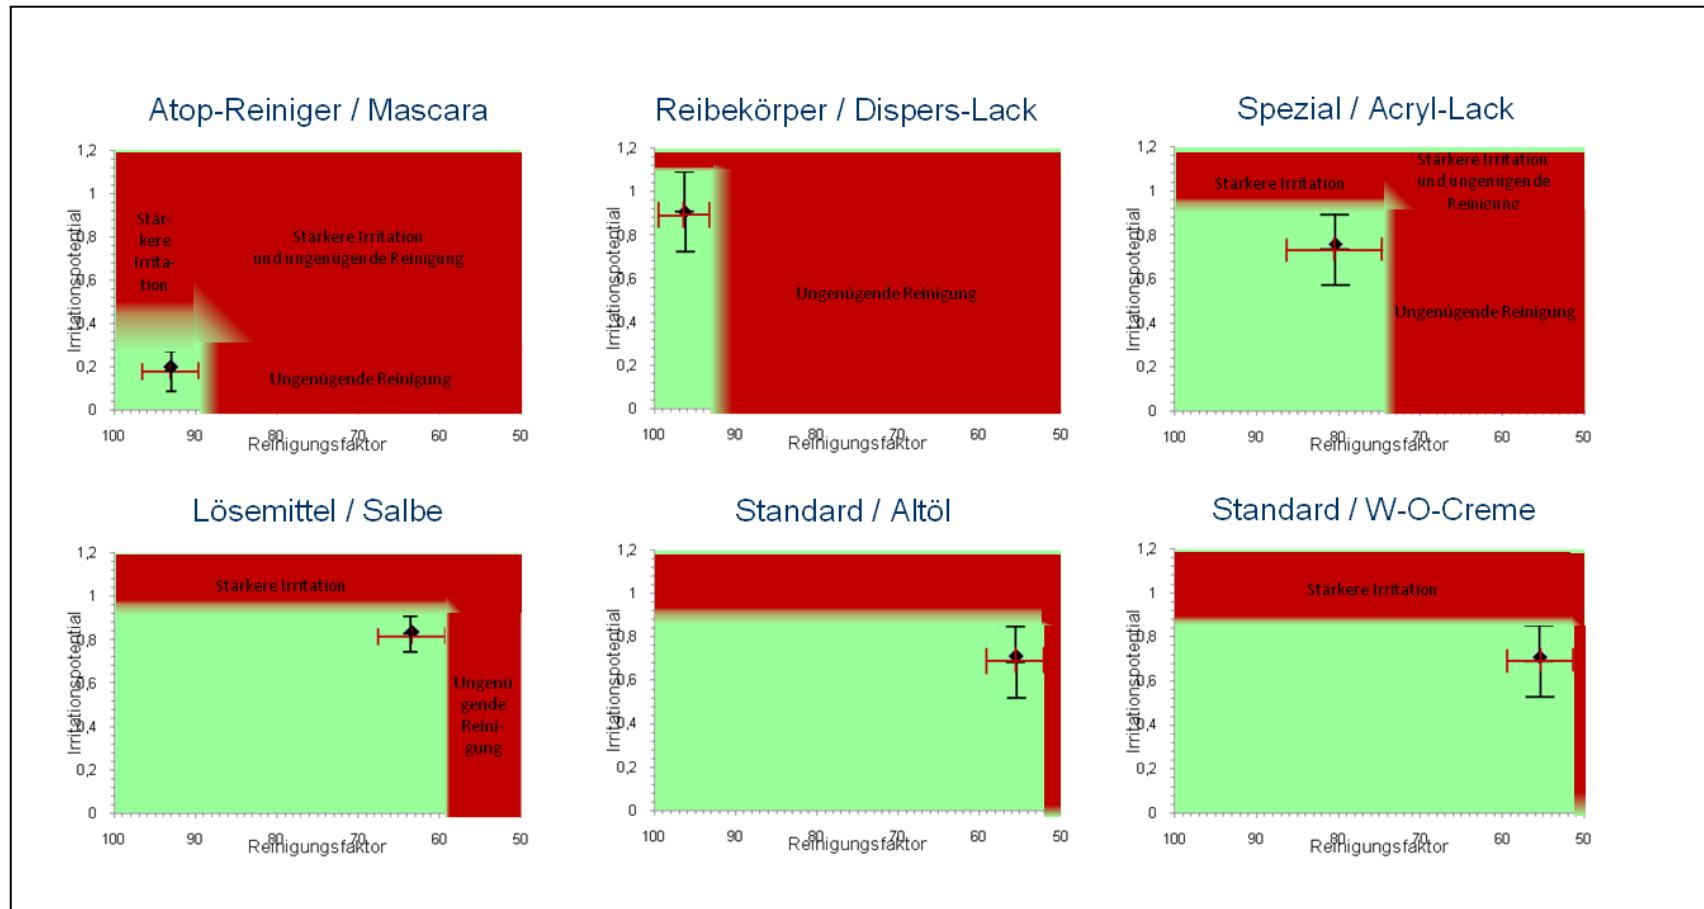 Atop-Reiniger / Mascara
1,2
1
0,8
0,6
0,4
0,2
0
Irritationspotential
Stär-
kere
Irrita-
tion
Stärkere Irritation
und ungenügende Reinigung
Ungenügende Reinigung
100
90
80
70
60
50
Reinigungsfaktor
Reibekörper / Dispers-Lack
1,2
1
0,8
0,6
0,4
0,2
0
Irritationspotential
Ungenügende Reinigung
100
90
80
70
60
50
Reinigungsfaktor
Spezial / Acryl-Lack
1,2
1
0,8
0,6
0,4
0,2
0
Irritationspotential
Stärkere Irritation
Stärkere Irritation
und ungenügende
Reinigung
Ungenügende Reinigung
100
90
80
70
60
50
Reinigungsfaktor
Lösemittel / Salbe
1,2
1
0,8
0,6
0,4
0,2
0
Irritationspotential
Stärkere Irritation
Ungenü
gende
Reini-
gung
100
90
80
70
60
50
Reinigungsfaktor
Standard / Altöl
1,2
1
0,8
0,6
0,4
0,2
0
Irritationspotential
100
90
80
70
60
50
Reinigungsfaktor
Standard / W-O-Creme
1,2
1
0,8
0,6
0,4
0,2
0
Irritationspotential
Stärkere Irritation
100
90
80
70
60
50
Reinigungsfaktor